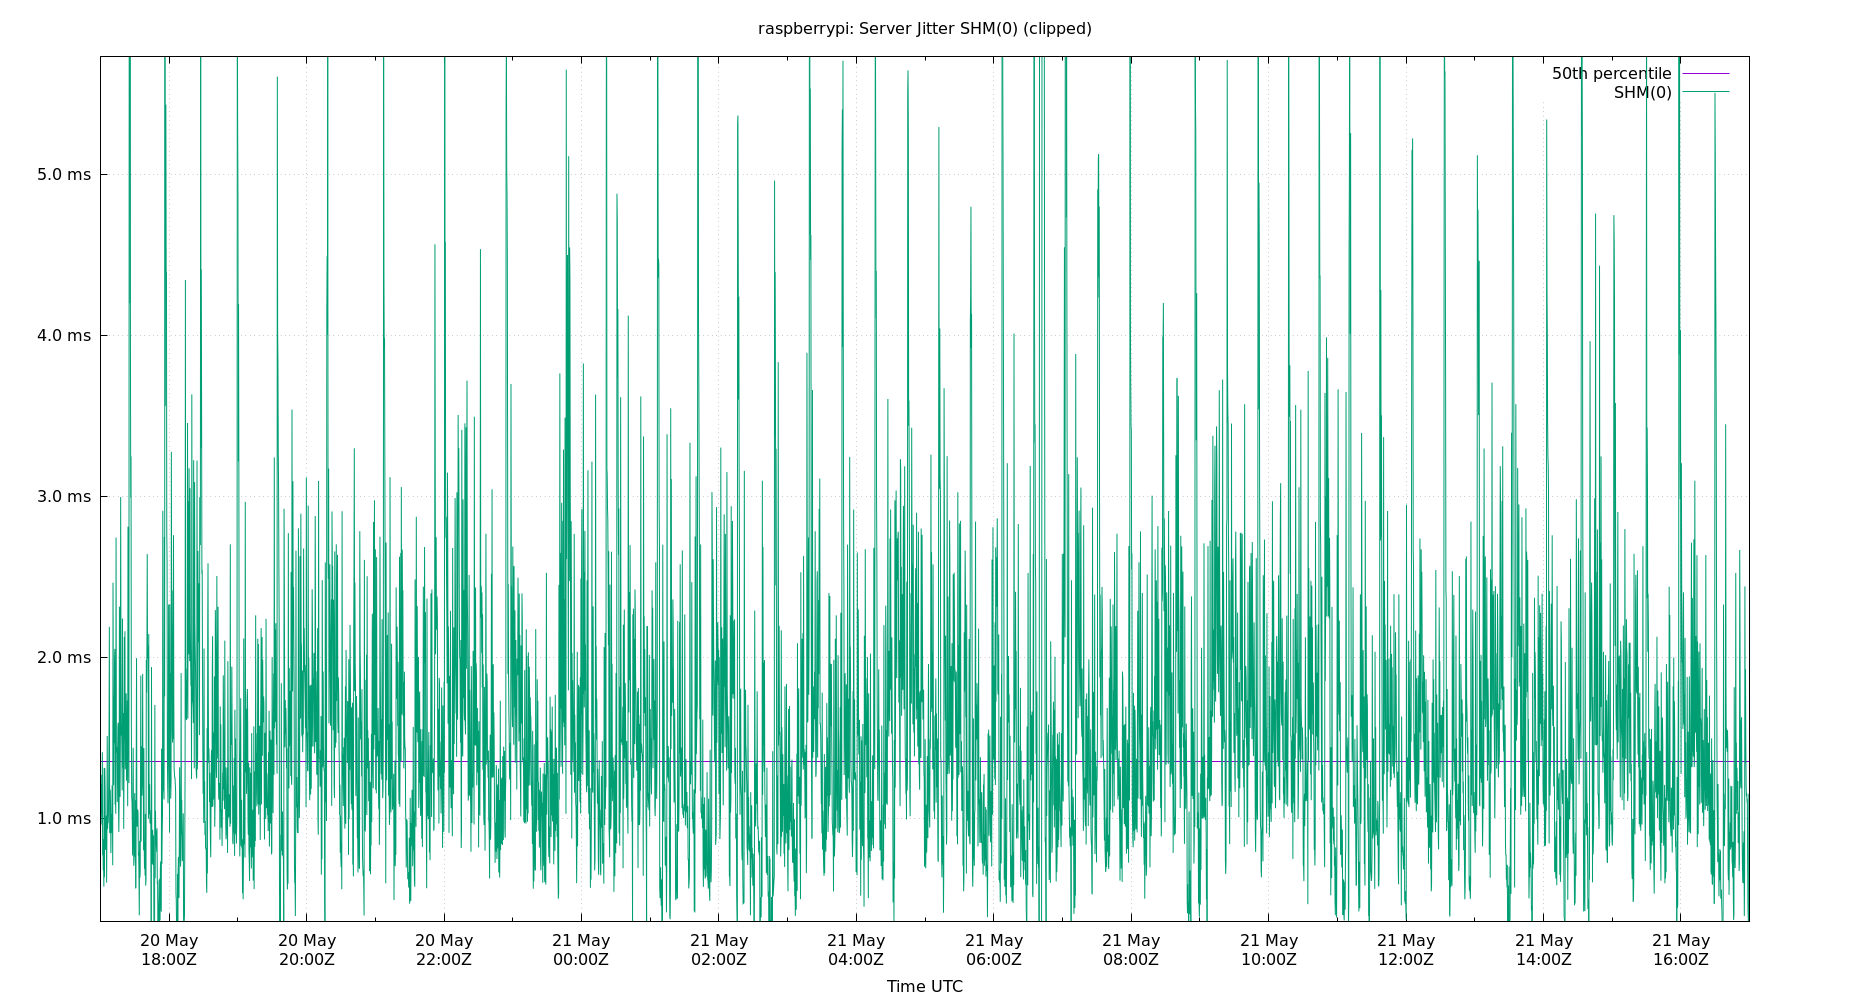 raspberrypi: Server Jitter SHM(0) (clipped)
50th percentile
SHM(0)
5.0 ms
4.0 ms
3.0 ms
2.0 ms
1.0 ms
20 May 20 May 20 May 21 May 21 May 21 May 21 May 21 May 21 May 21 May 21 May 21 May
18:00Z 20:00Z 22:00Z 00:00Z 02:00Z 04:00Z 06:00Z 08:00Z 10:00Z 12:00Z 14:00Z 16:00Z
Time UTC